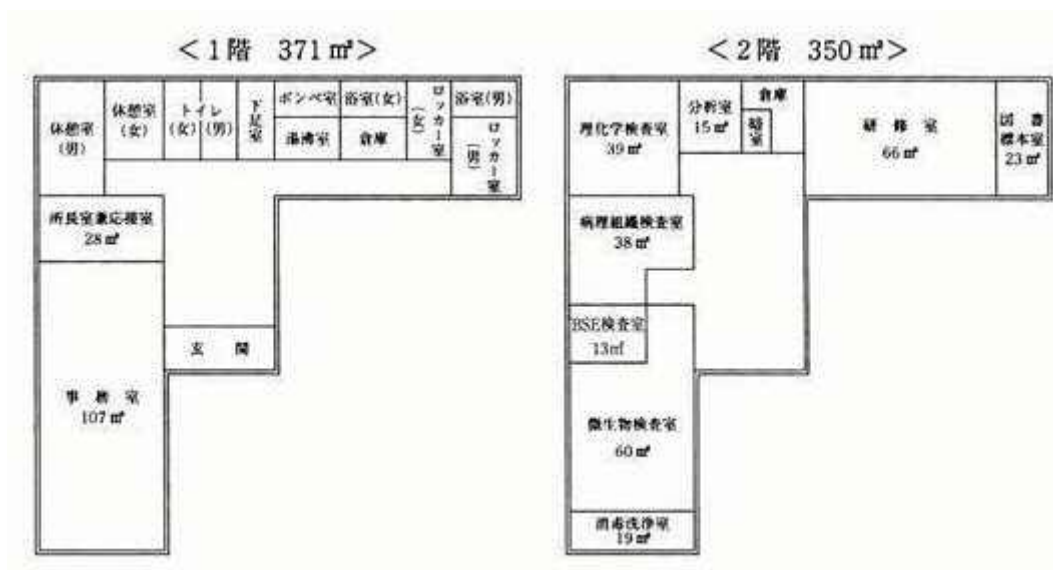 <1階 371㎡>
休憩室
(男)
休憩室
(女)
トイレ
(女)(男)
下足室
ボンベ室
浴室(女)
湯沸室
倉庫
ロッカー室
(女)
浴室(男)
ロッカー室
(男)
所長室兼応接室
28㎡
玄関
事務室
107㎡
<2階 350㎡>
理化学検査室
39㎡
分析室
15㎡
倉庫
暗室
研修室
66㎡
図書
標本室
23㎡
病理組織検査室
38㎡
BSE検査室
13㎡
微生物検査室
60㎡
消毒洗浄室
19㎡